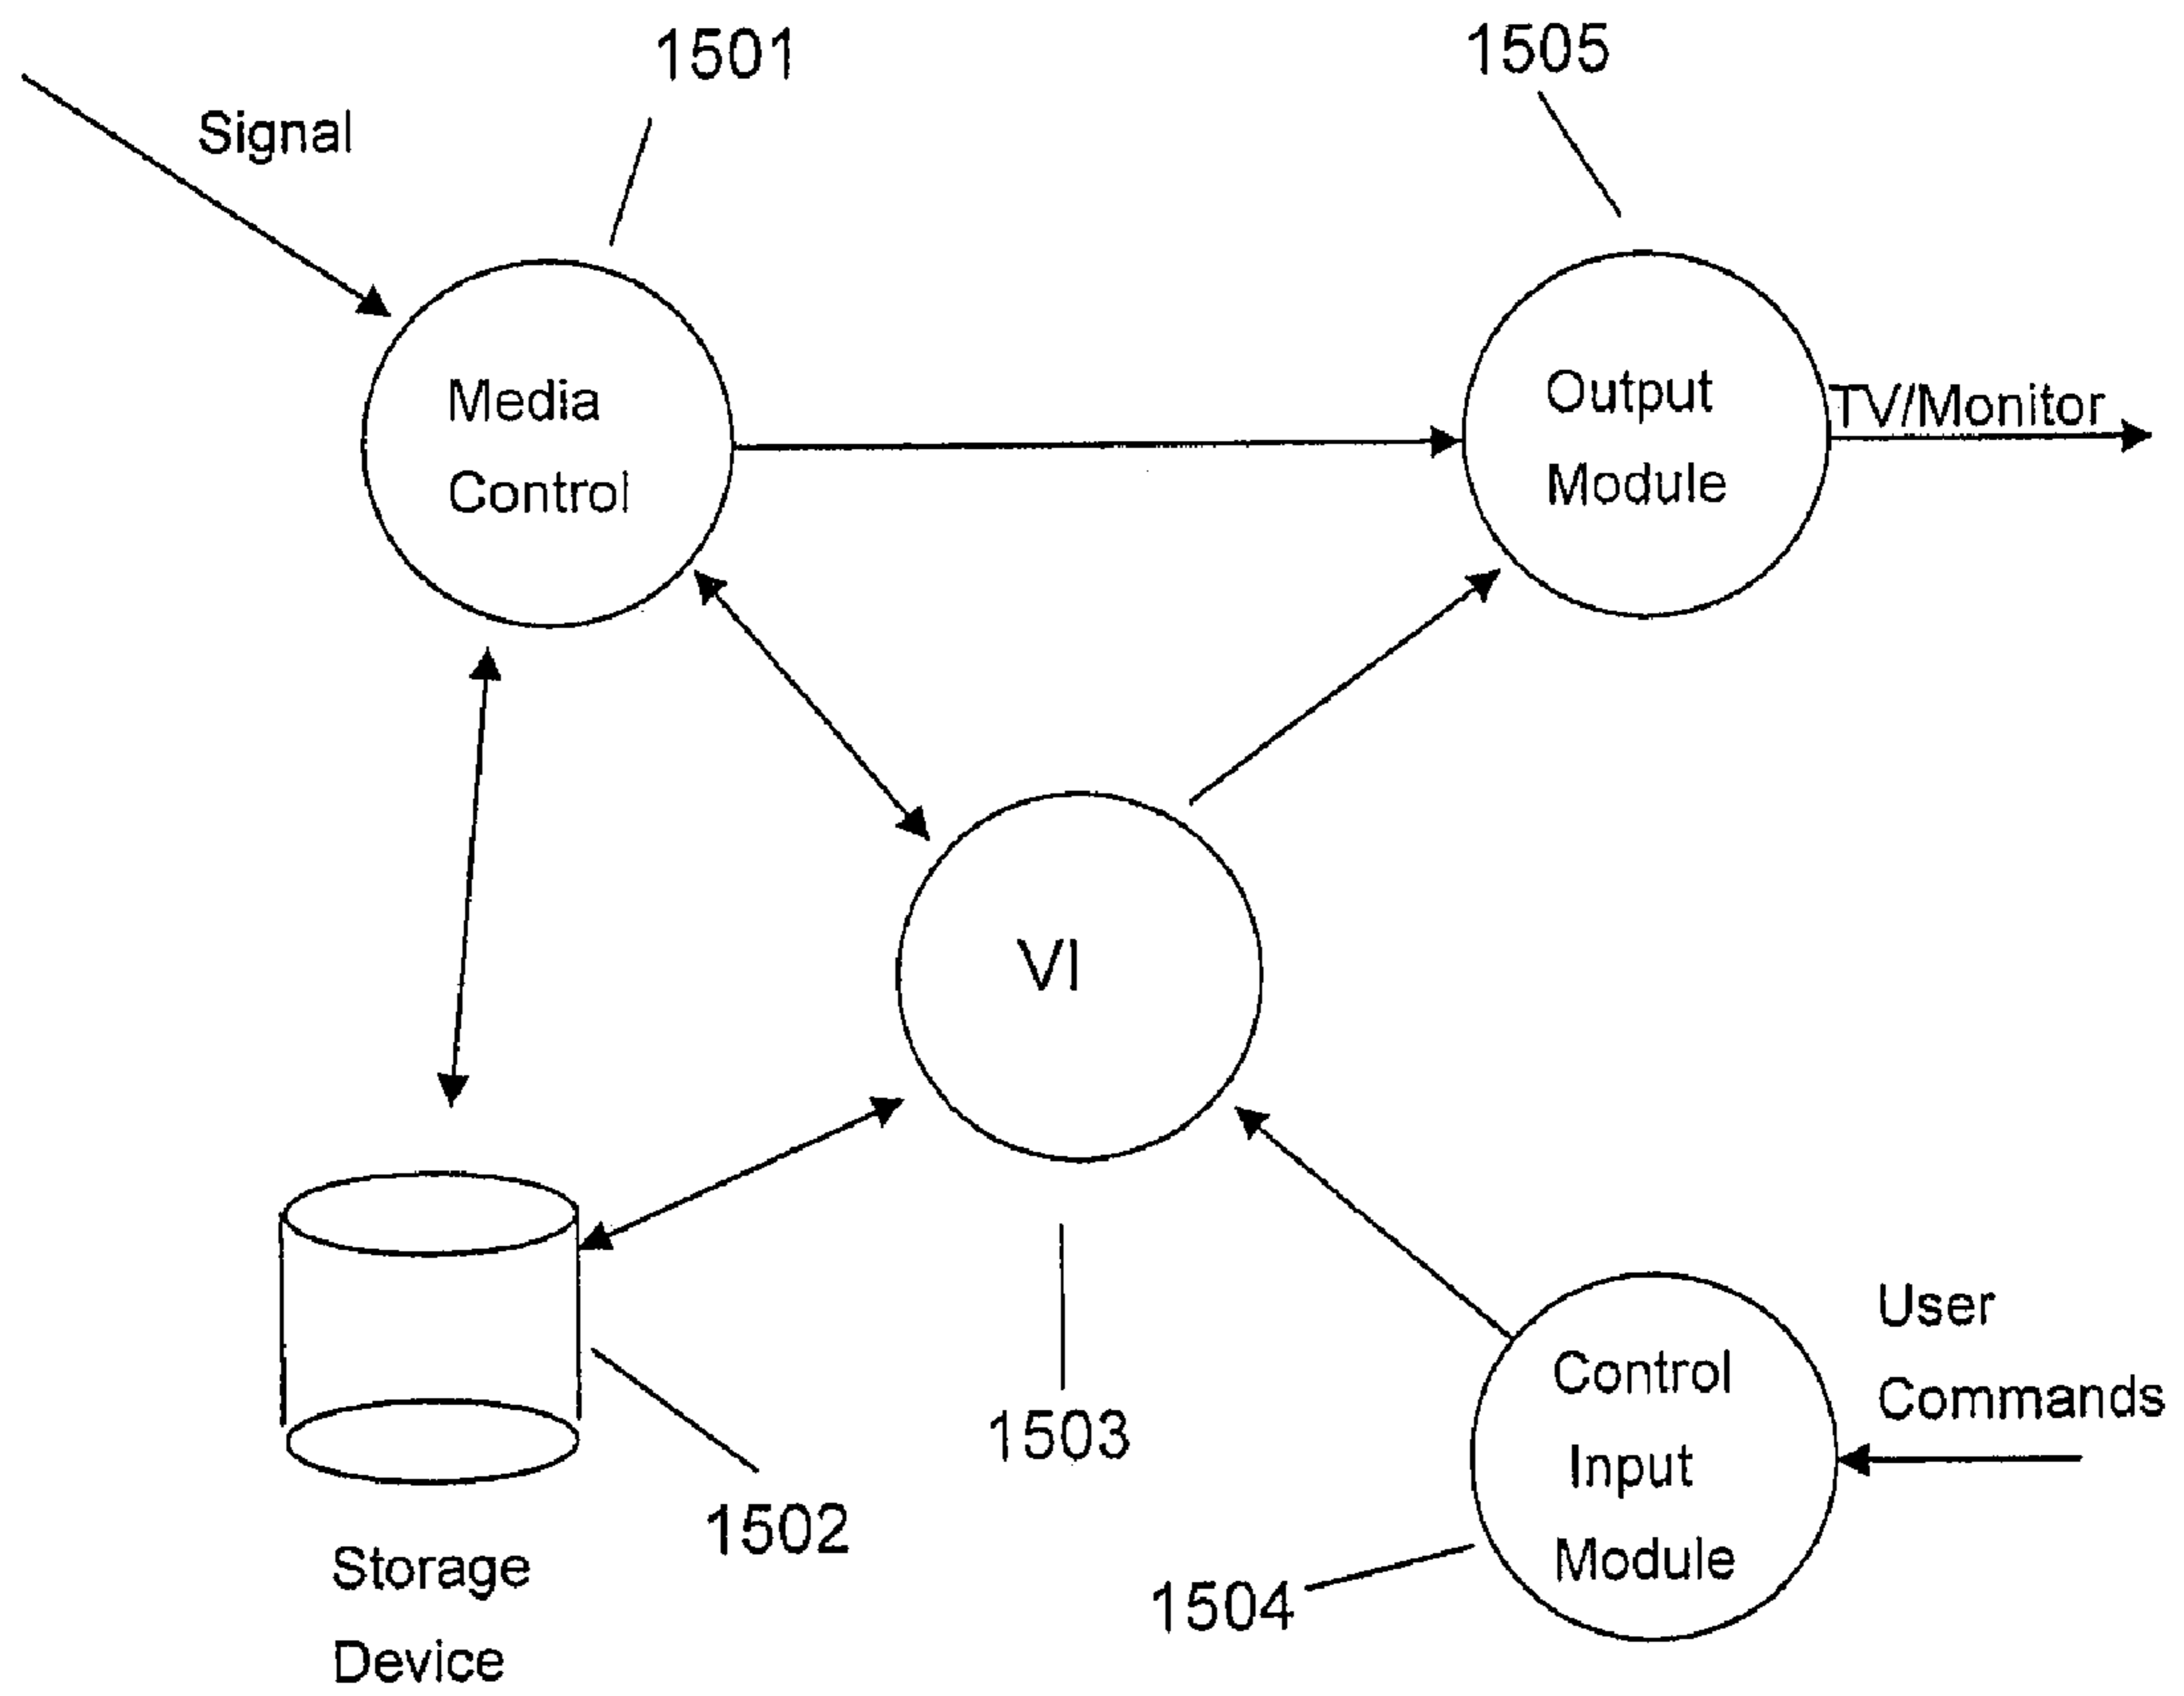 1501
1505
Signal
Media
Control
Output
Module
TV/Monitor
VI
User
Commands
Control
Input
Module
1503
1502
1504
Storage
Device